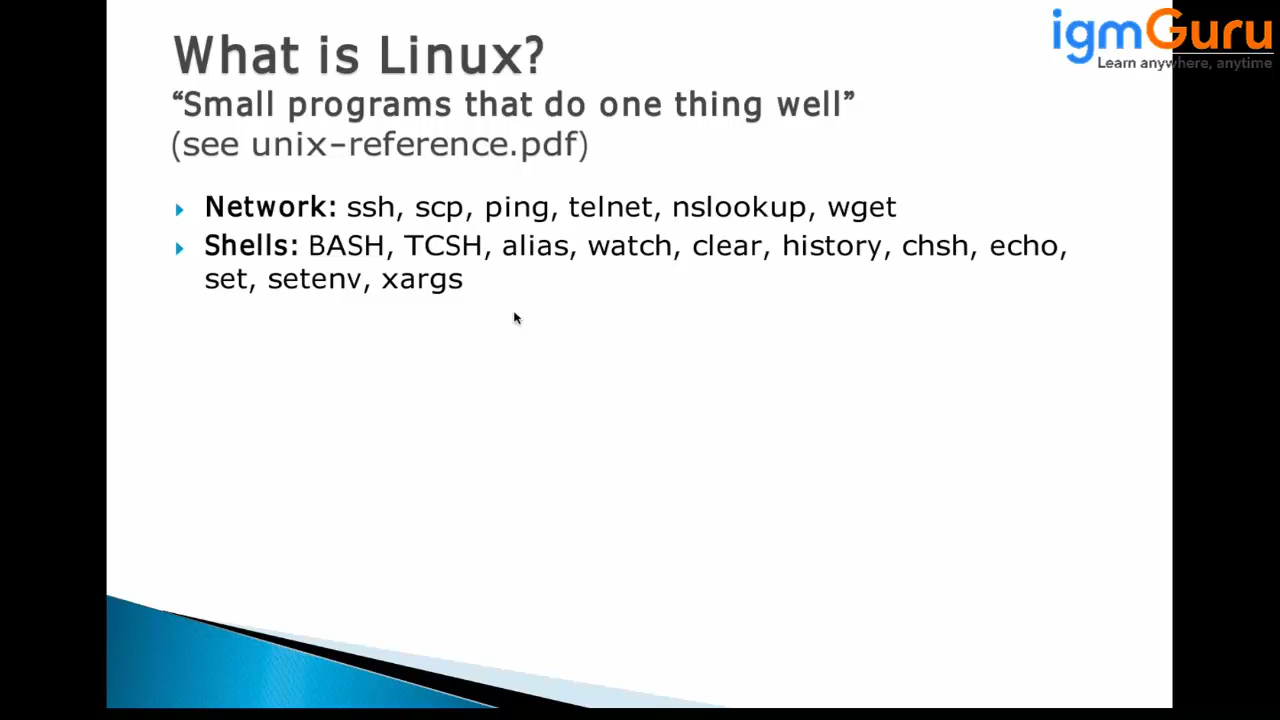 igmGuru
Learn anywhere, anytime
What is Linux?
“Small programs that do one thing well”
(see unix-reference.pdf)
Network: ssh, scp, ping, telnet, nslookup, wget
Shells: BASH, TCSH, alias, watch, clear, history, chsh, echo,
set, setenv, xargs